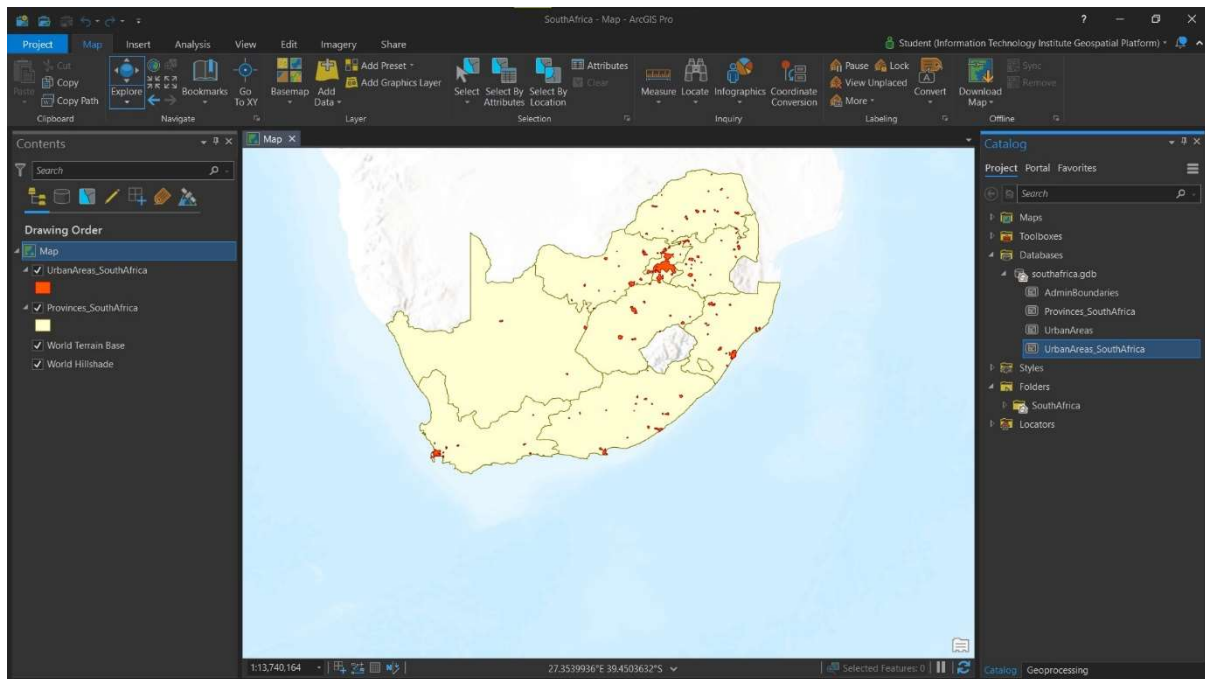 SouthAfrica - Map - ArcGIS Pro
?
Project Map Insert Analysis View Edit Imagery Share
Student (Information Technology Institute Geospatial Platform)
Paste
Cut
Copy
Copy Path
Clipboard
Explore
Bookmarks
Go To XY
Navigate
Basemap
Add Data
Add Preset
Add Graphics Layer
Layer
Select
Select By Attributes
Select By Location
Attributes
Clear
Selection
Measure
Locate
Infographics
Coordinate Conversion
Inquiry
Pause
Lock
View Unplaced
More
Convert
Labeling
Download Map
Sync
Remove
Offline
Contents
Search
Drawing Order
Map
UrbanAreas_SouthAfrica
Provinces_SouthAfrica
World Terrain Base
World Hillshade
Map
1:13,740,164
27.3539936°E 39.4503632°S
Selected Features: 0
Catalog
Project Portal Favorites
Search
Maps
Toolboxes
Databases
southafrica.gdb
AdminBoundaries
Provinces_SouthAfrica
UrbanAreas
UrbanAreas_SouthAfrica
Styles
Folders
SouthAfrica
Locators
Catalog Geoprocessing